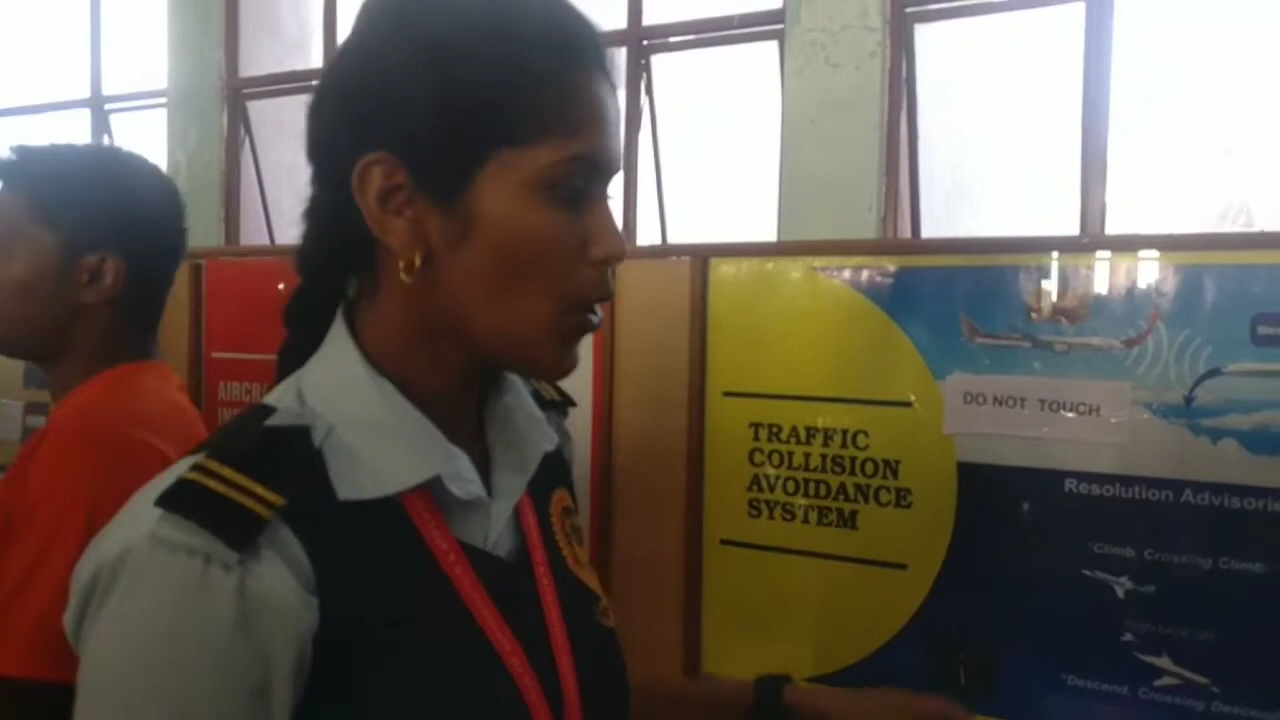 AIRCR
TRAFFIC
COLLISION
AVOIDANCE
SYSTEM
DO NOT TOUCH
Resolution Advisori
"Climb, Crossing Climb
"Descend, Crossing Descend